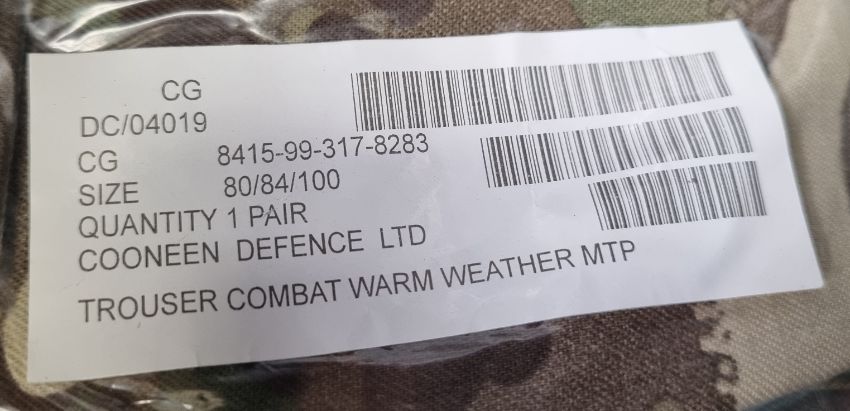 CG
DC/04019
CG 8415-99-317-8283
SIZE 80/84/100
QUANTITY 1 PAIR
COONEEN DEFENCE LTD
TROUSER COMBAT WARM WEATHER MTP